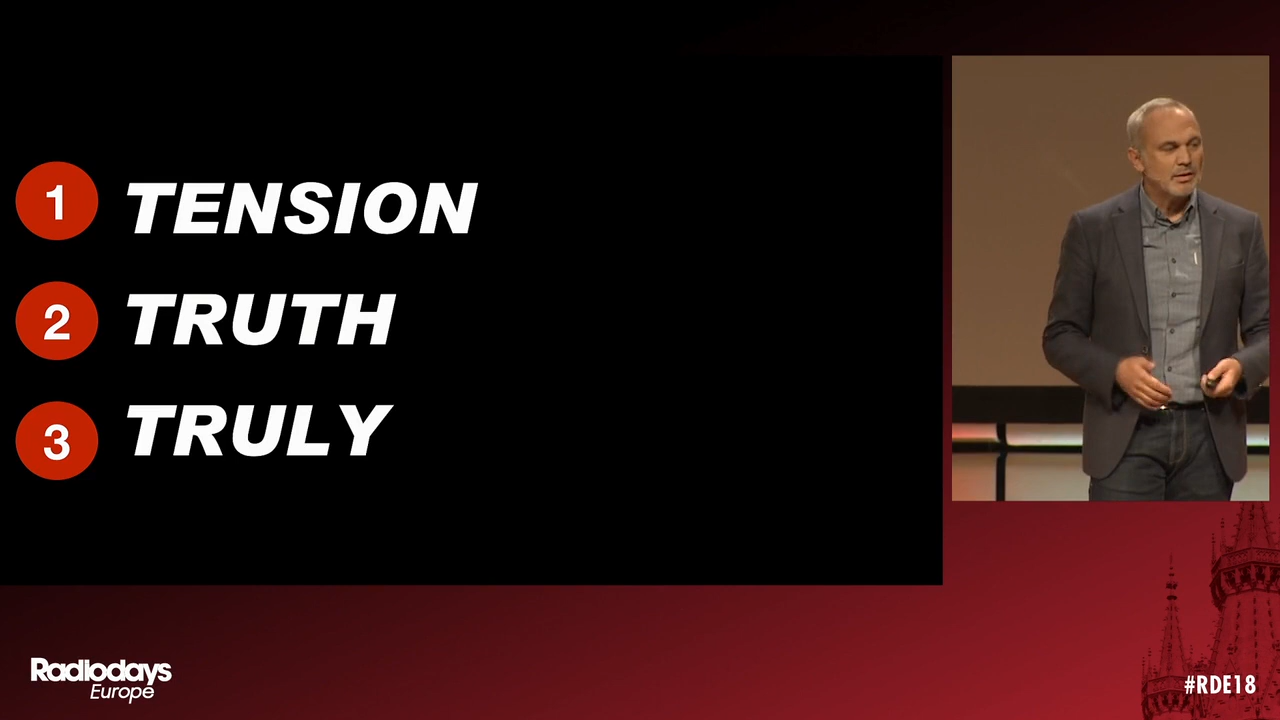 1 TENSION
2 TRUTH
3 TRULY
Radiodays
Europe
#RDE18